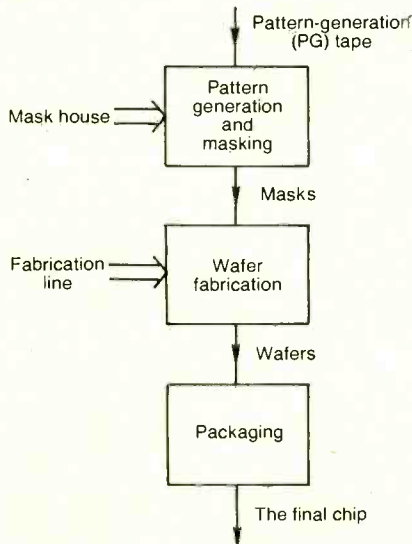 Pattern-generation
(PG) tape
Pattern
generation
and
masking
Mask house
Masks
Fabrication
line
Wafer
fabrication
Wafers
Packaging
The final chip